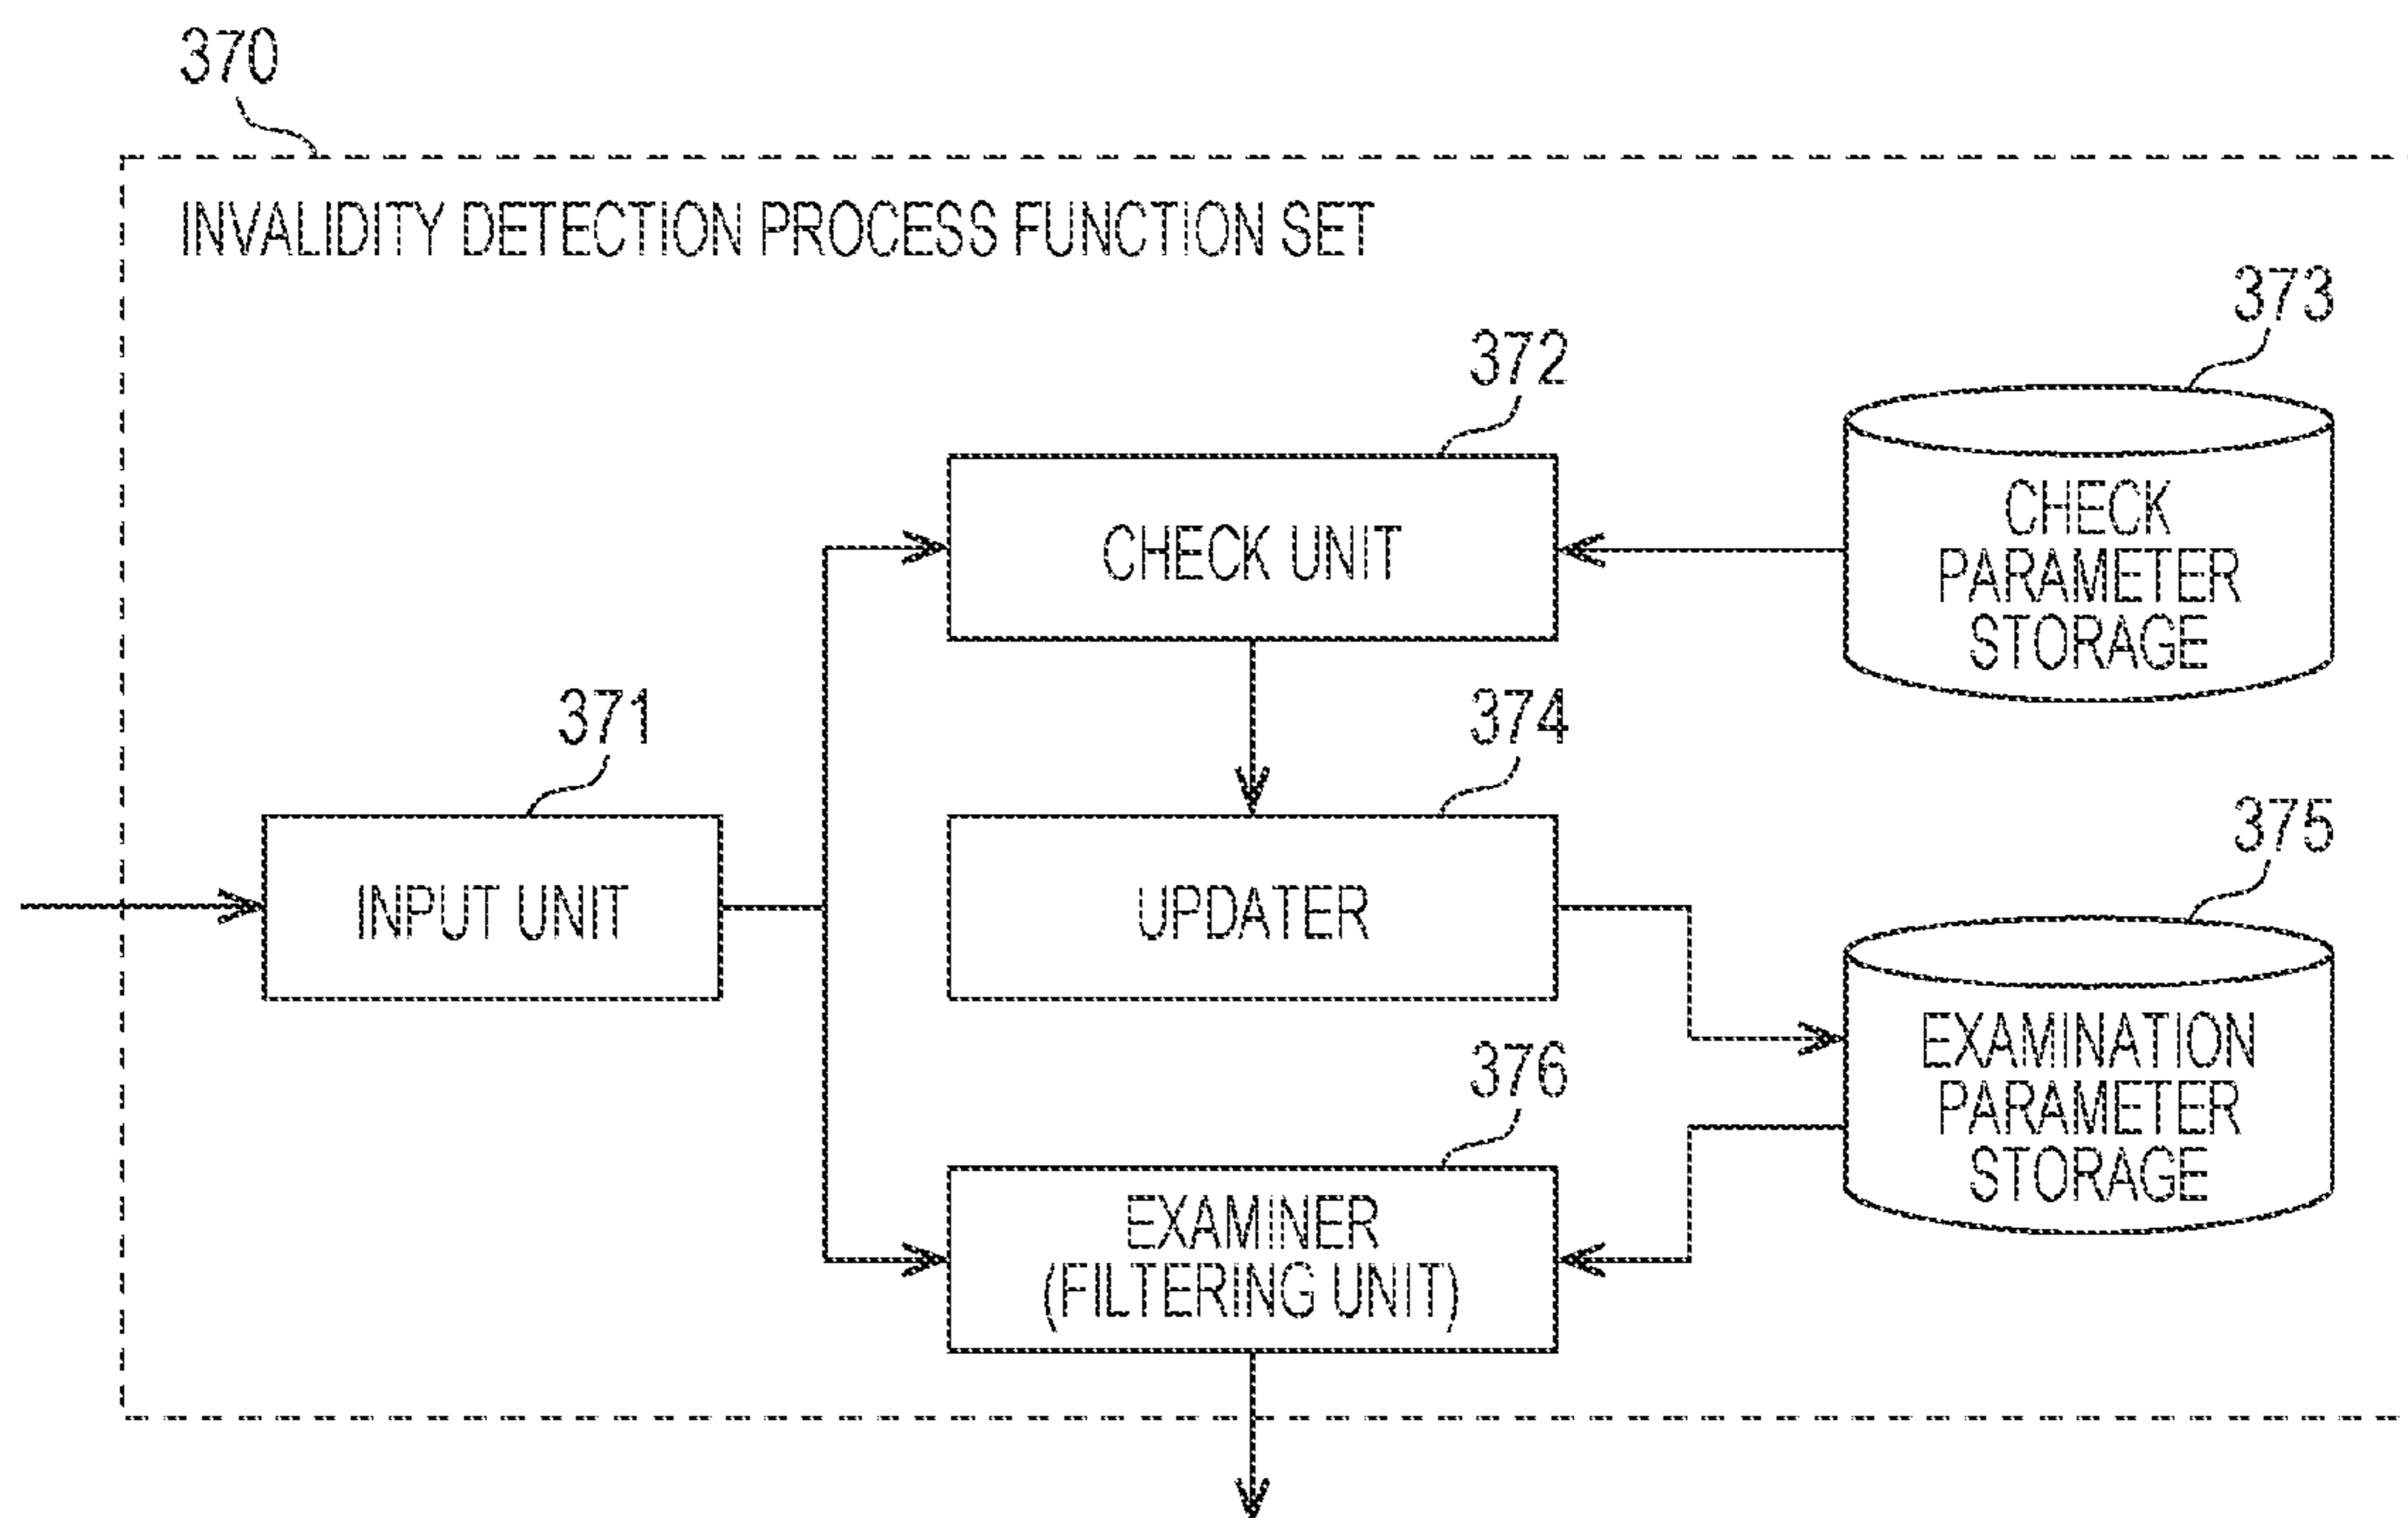 370
INVALIDITY DETECTION PROCESS FUNCTION SET
373
372
CHECK
PARAMETER
STORAGE
CHECK UNIT
371
374
375
INPUT UNIT
UPDATER
EXAMINATION
PARAMETER
STORAGE
376
EXAMINER
(FILTERING UNIT)